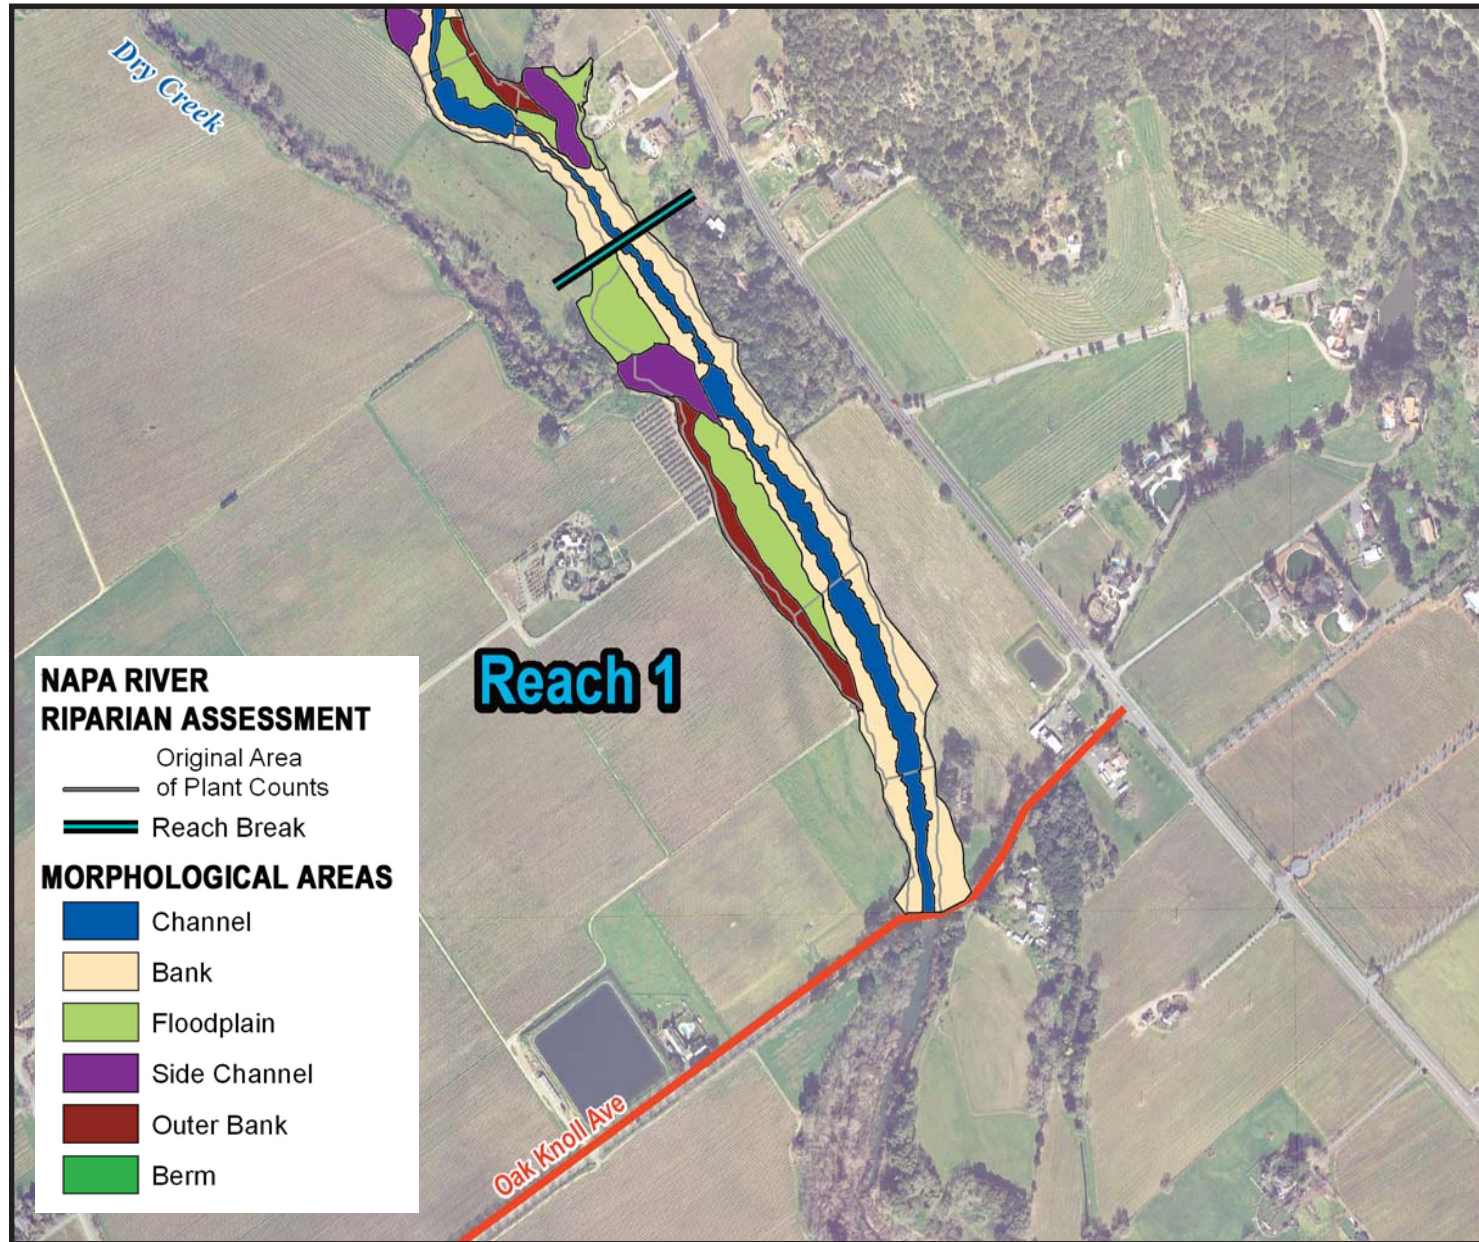 Dry Creek
Reach 1
NAPA RIVER
RIPARIAN ASSESSMENT
Original Area
of Plant Counts
Reach Break
MORPHOLOGICAL AREAS
Channel
Bank
Floodplain
Side Channel
Outer Bank
Berm
Oak Knoll Ave